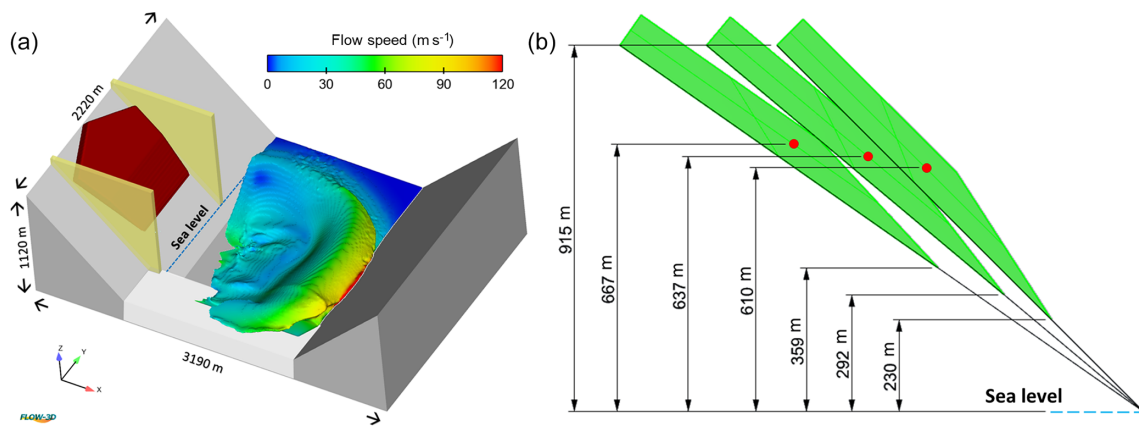 (a)
Flow speed (m s⁻¹)
0 30 60 90 120
2220 m
1120 m
Sea level
3190 m
Z
Y
X
FLOW-3D
(b)
915 m
667 m
637 m
610 m
359 m
292 m
230 m
Sea level